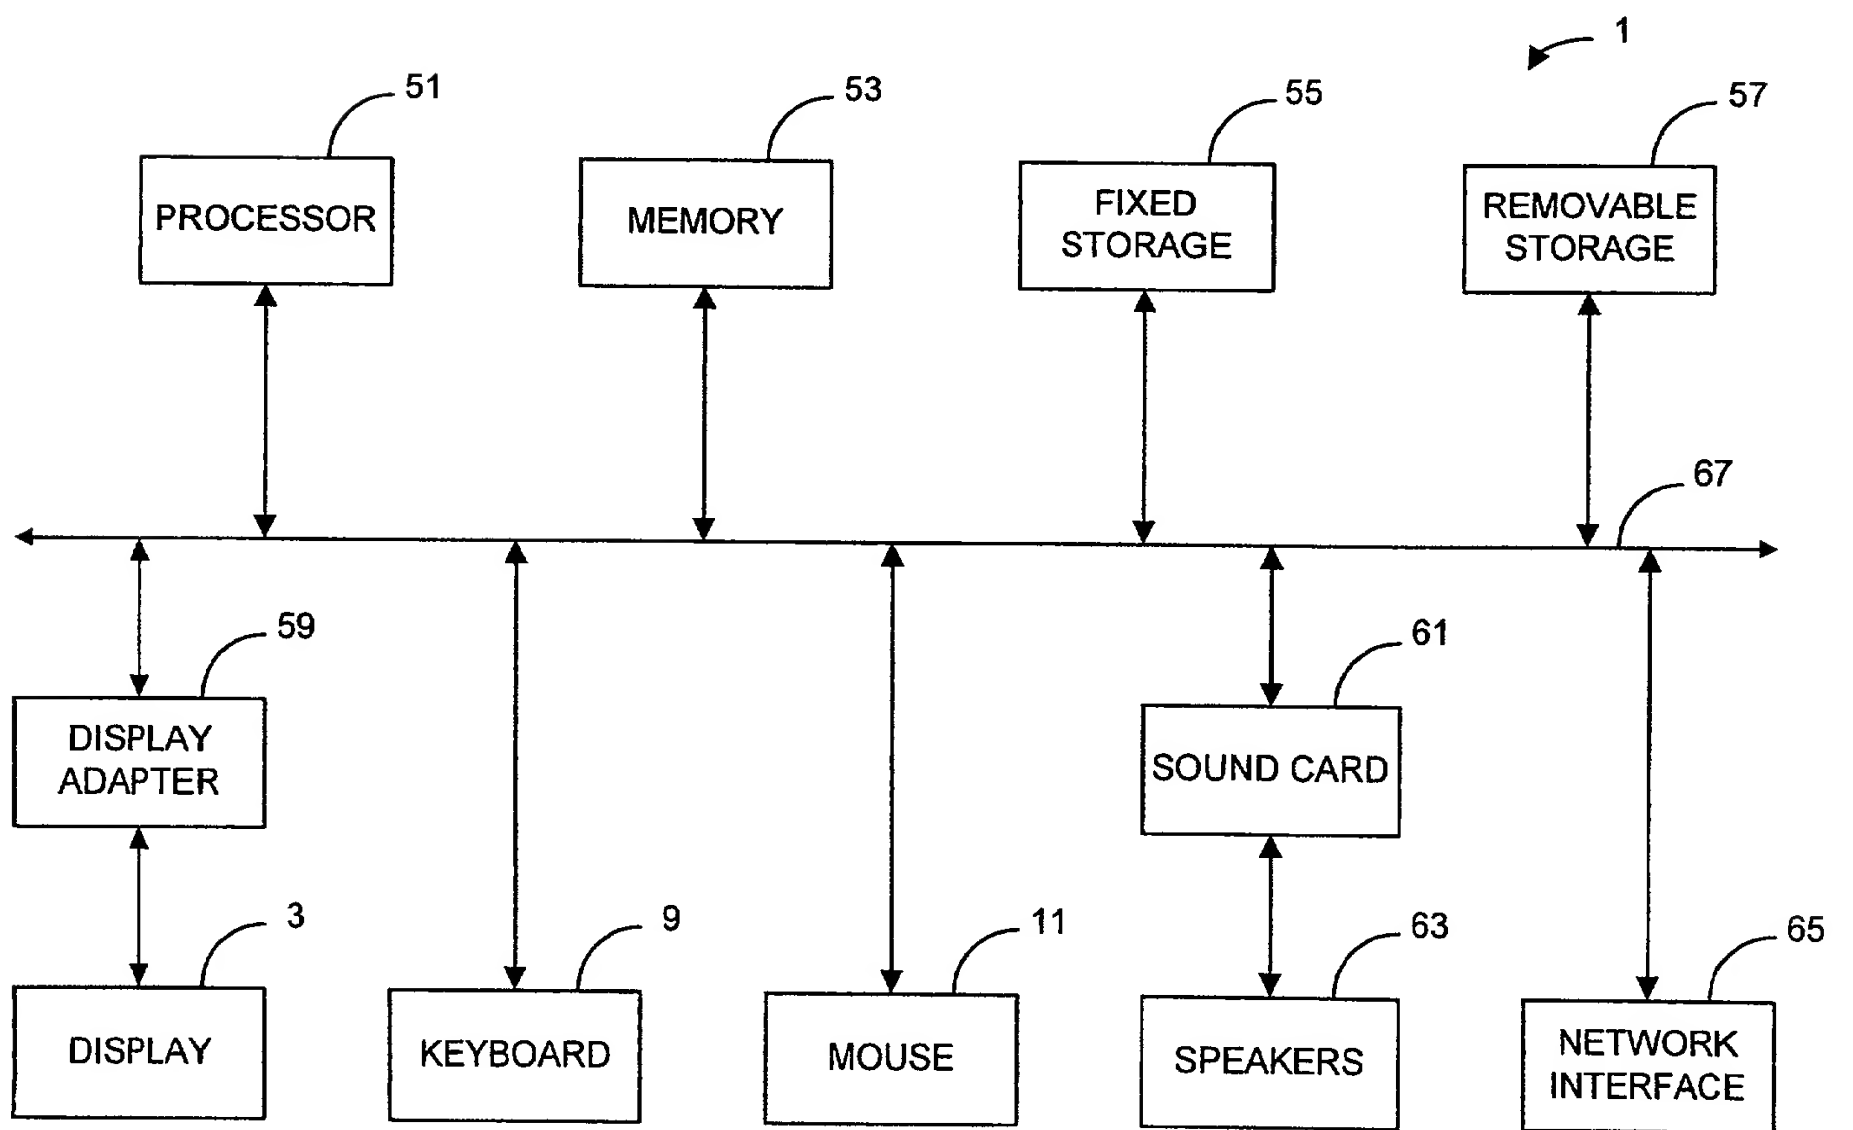 1
51
53
55
57
PROCESSOR
MEMORY
FIXED
STORAGE
REMOVABLE
STORAGE
67
59
61
DISPLAY
ADAPTER
SOUND CARD
3
9
11
63
65
DISPLAY
KEYBOARD
MOUSE
SPEAKERS
NETWORK
INTERFACE